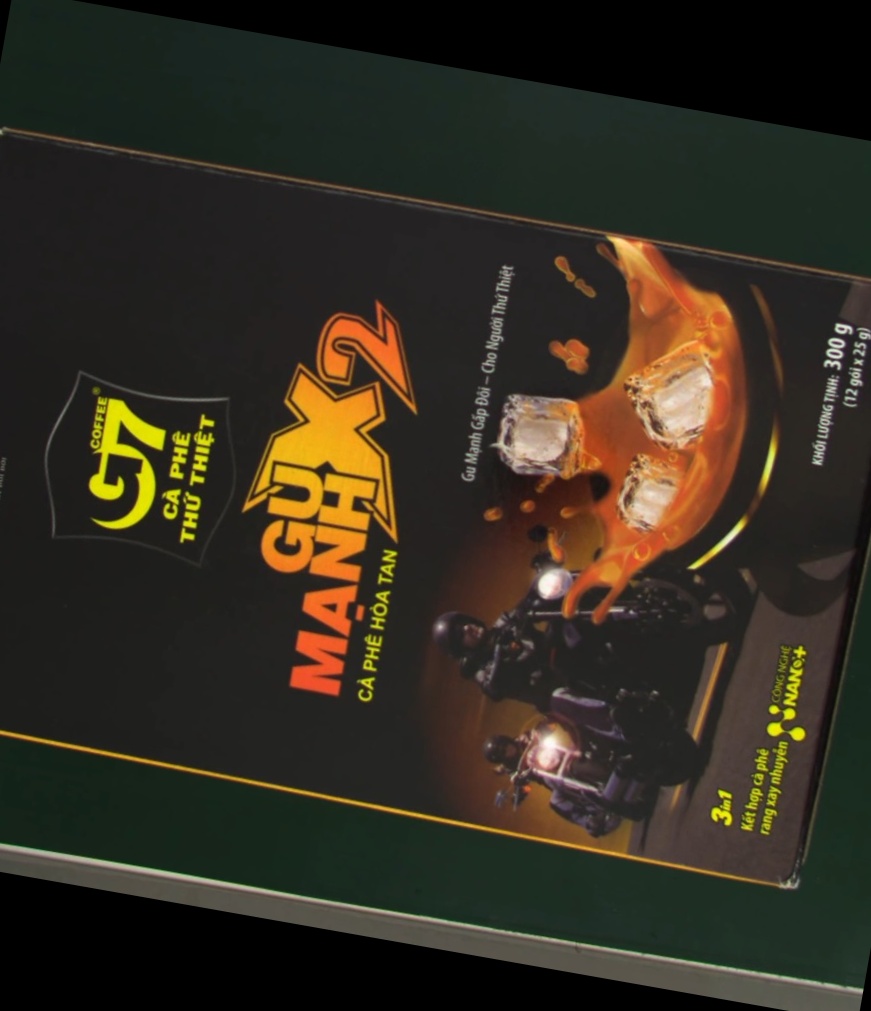 COFFEE®
G7
CÀ PHÊ
THỨ THIỆT
GU
MẠNH X2
CÀ PHÊ HÒA TAN
Gu Mạnh Gấp Đôi – Cho Người Thứ Thiệt
3in1
Kết hợp cà phê
rang xay nhuyễn
CÔNG NGHỆ
NANO+
KHỐI LƯỢNG TỊNH: 300 g
(12 gói x 25 g)